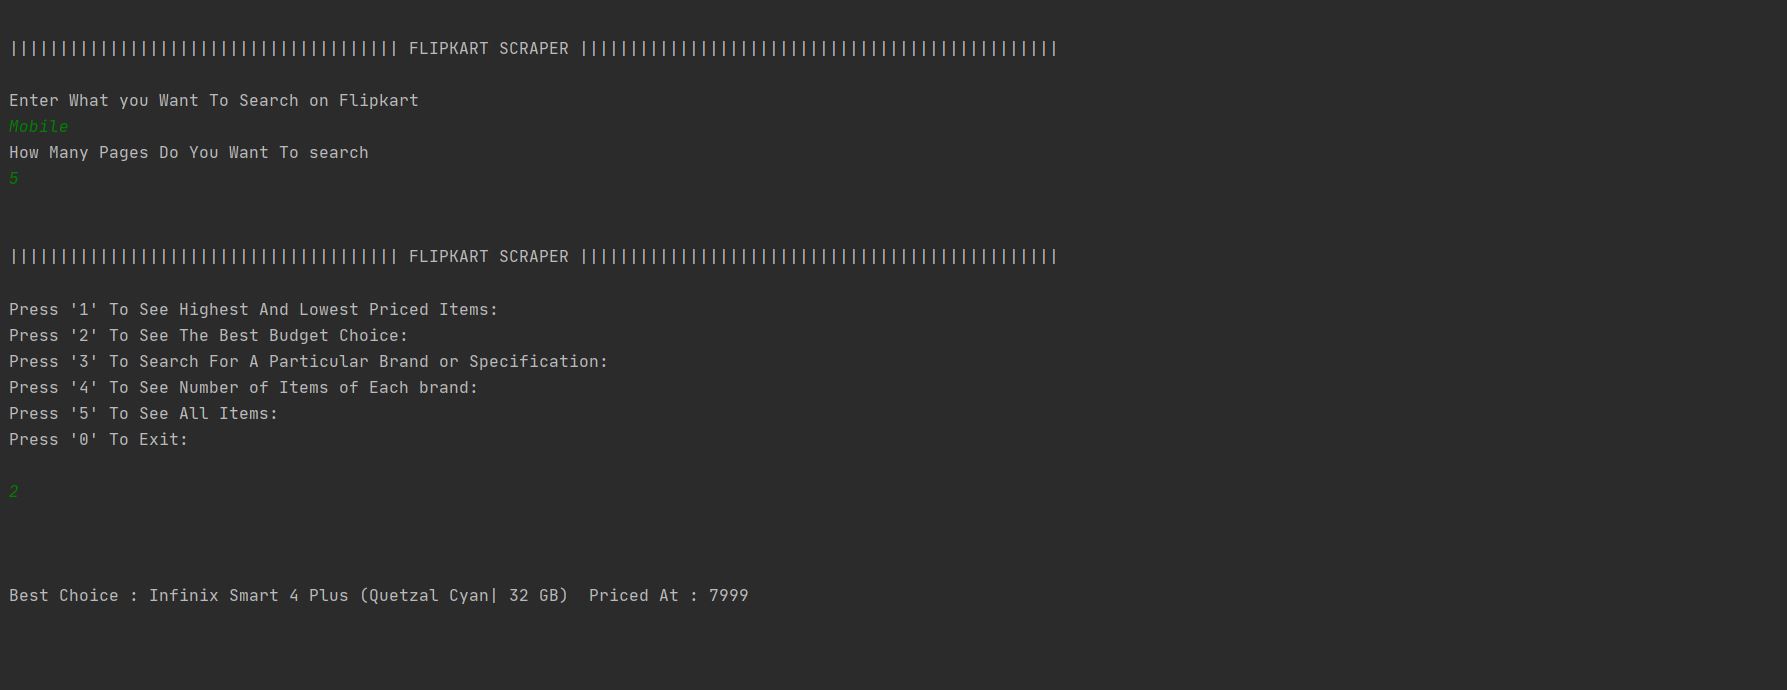 ||||||||||||||||||||||||||||||||||||||| FLIPKART SCRAPER ||||||||||||||||||||||||||||||||||||||||||||||||
Enter What you Want To Search on Flipkart
Mobile
How Many Pages Do You Want To search
5
||||||||||||||||||||||||||||||||||||||| FLIPKART SCRAPER ||||||||||||||||||||||||||||||||||||||||||||||||
Press '1' To See Highest And Lowest Priced Items:
Press '2' To See The Best Budget Choice:
Press '3' To Search For A Particular Brand or Specification:
Press '4' To See Number of Items of Each brand:
Press '5' To See All Items:
Press '0' To Exit:
2
Best Choice : Infinix Smart 4 Plus (Quetzal Cyan| 32 GB)  Priced At : 7999